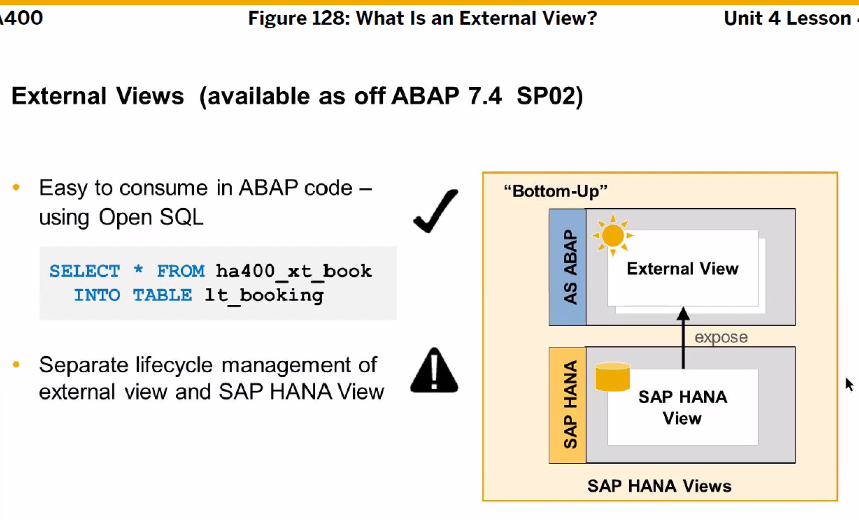 A400
Figure 128: What Is an External View?
Unit 4 Lesson
External Views (available as off ABAP 7.4 SP02)
• Easy to consume in ABAP code –
using Open SQL
SELECT * FROM ha400_xt_book
INTO TABLE lt_booking
• Separate lifecycle management of
external view and SAP HANA View
"Bottom-Up"
AS ABAP
External View
expose
SAP HANA
SAP HANA
View
SAP HANA Views